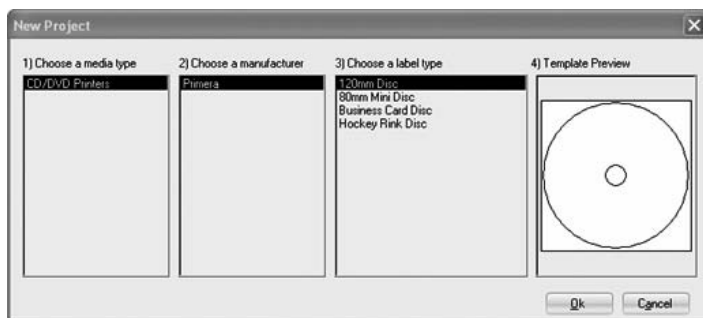 New Project
1) Choose a media type
2) Choose a manufacturer
3) Choose a label type
4) Template Preview
CD/DVD Printers
Primera
120mm Disc
80mm Mini Disc
Business Card Disc
Hockey Rink Disc
Ok
Cancel